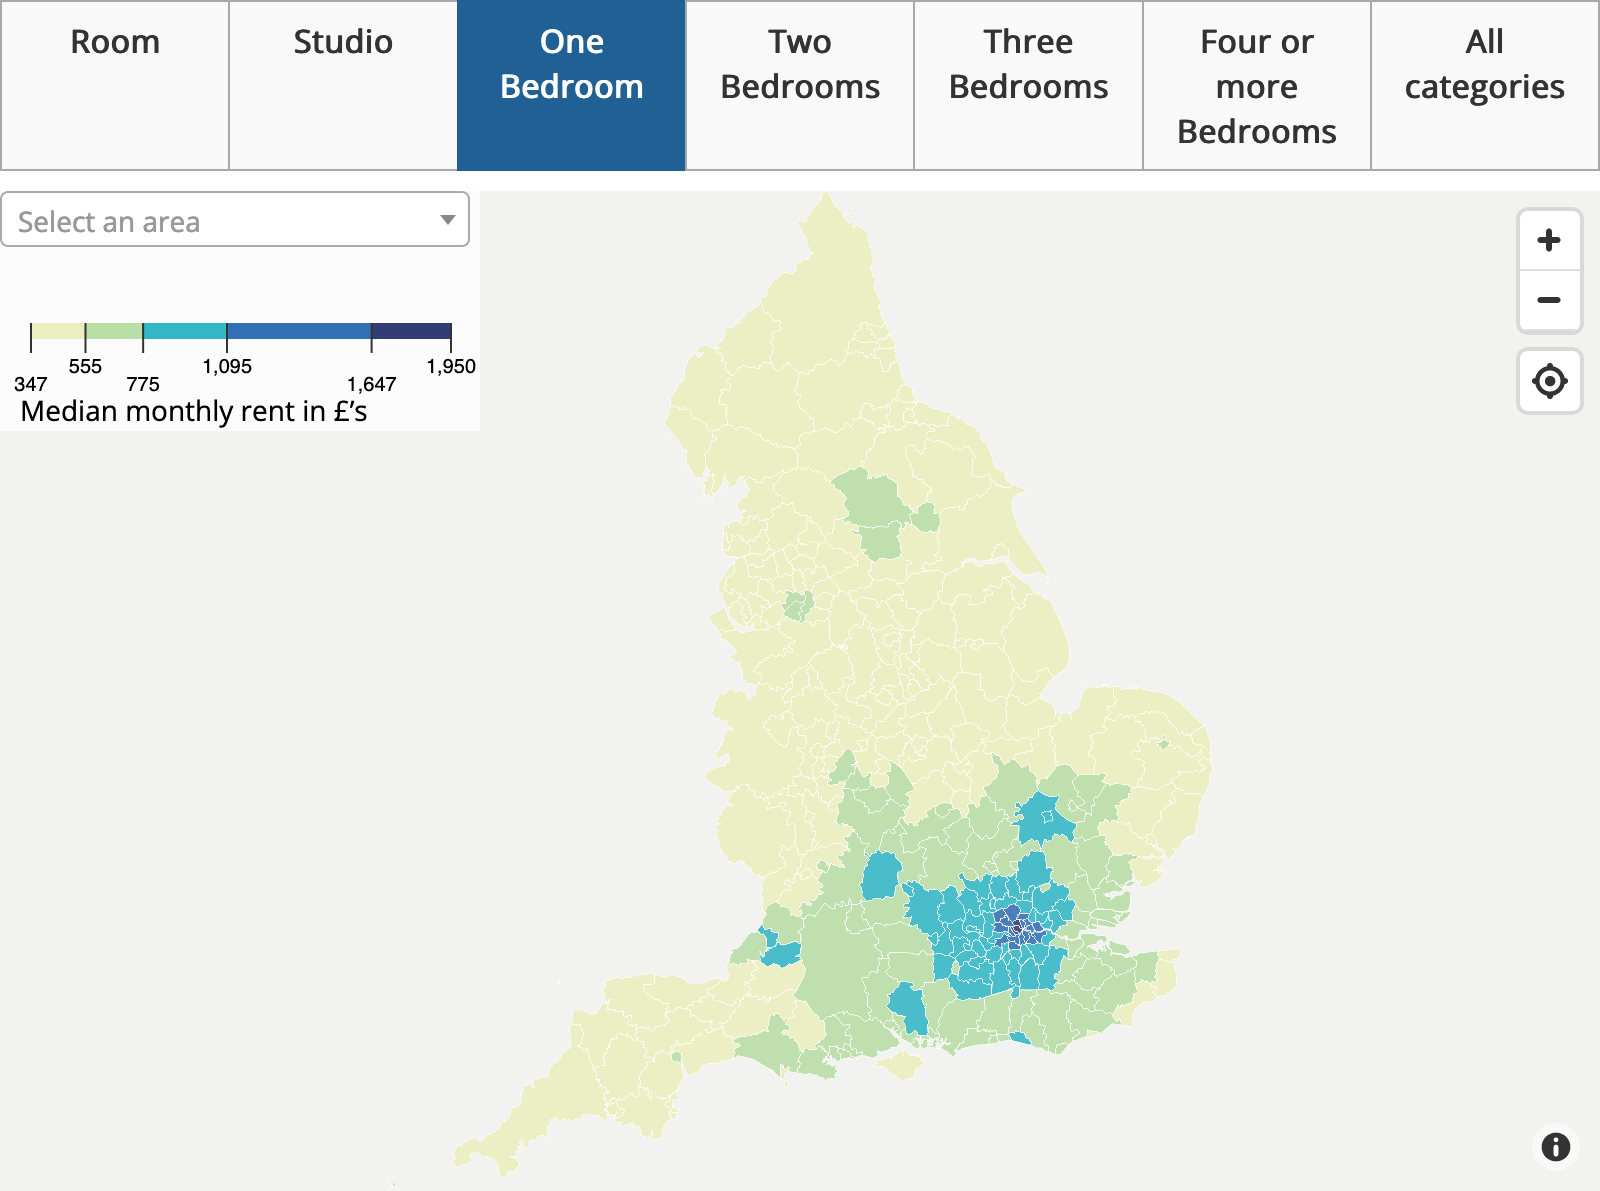 Room
Studio
One
Bedroom
Two
Bedrooms
Three
Bedrooms
Four or
more
Bedrooms
All
categories
Select an area
347
555
775
1,095
1,647
1,950
Median monthly rent in £’s